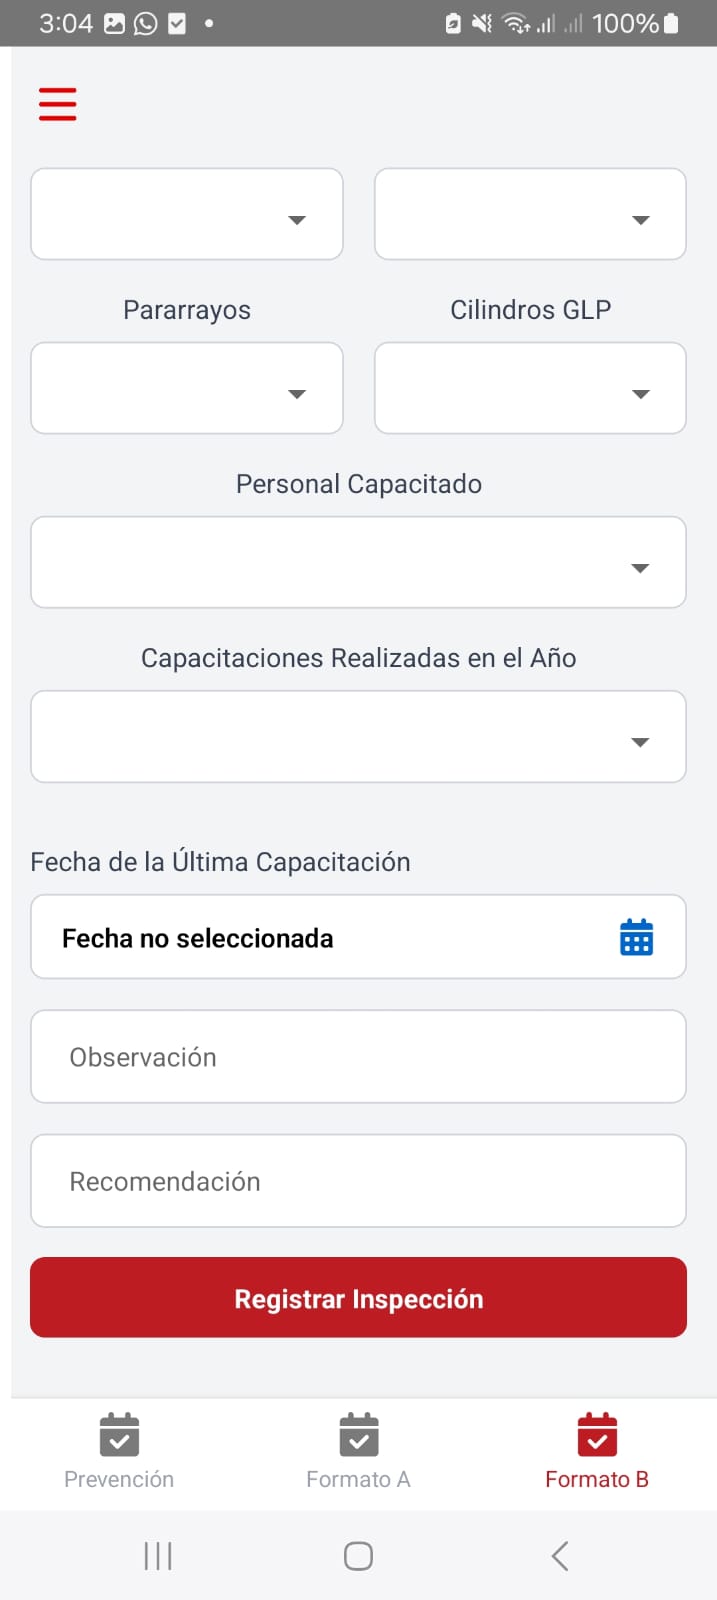 3:04
100%
Pararrayos
Cilindros GLP
Personal Capacitado
Capacitaciones Realizadas en el Año
Fecha de la Última Capacitación
Fecha no seleccionada
Observación
Recomendación
Registrar Inspección
Prevención
Formato A
Formato B